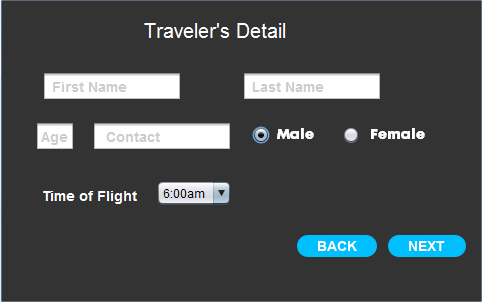 Traveler's Detail
First Name Last Name
Age Contact Male Female
Time of Flight 6:00am
BACK NEXT